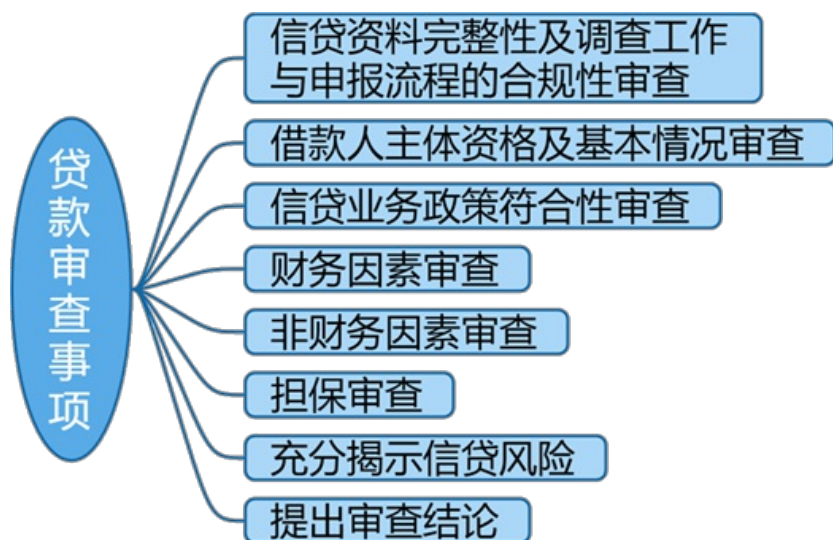 贷款审查事项
信贷资料完整性及调查工作
与申报流程的合规性审查
借款人主体资格及基本情况审查
信贷业务政策符合性审查
财务因素审查
非财务因素审查
担保审查
充分揭示信贷风险
提出审查结论